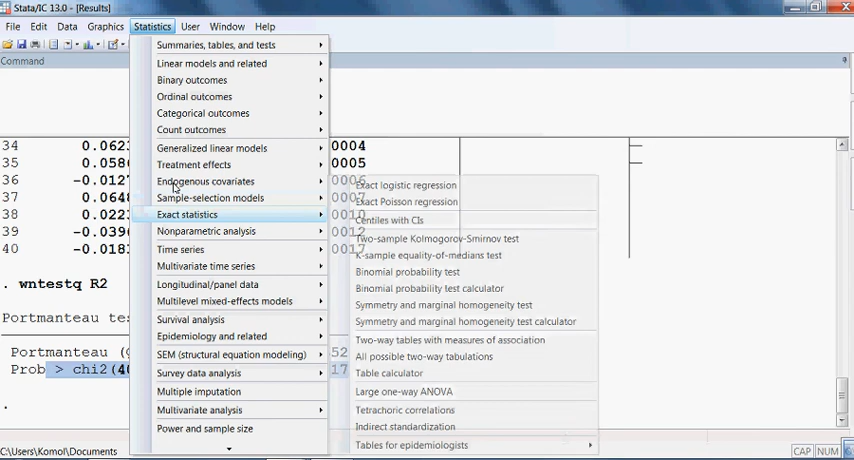 Stata/IC 13.0 - [Results]
File Edit Data Graphics Statistics User Window Help
Command
Summaries, tables, and tests
Linear models and related
Binary outcomes
Ordinal outcomes
Categorical outcomes
Count outcomes
Generalized linear models
Treatment effects
Endogenous covariates
Sample-selection models
Exact statistics
Nonparametric analysis
Time series
Multivariate time series
Longitudinal/panel data
Multilevel mixed-effects models
Survival analysis
Epidemiology and related
SEM (structural equation modeling)
Survey data analysis
Multiple imputation
Multivariate analysis
Power and sample size
Exact logistic regression
Exact Poisson regression
Centiles with CIs
Two-sample Kolmogorov-Smirnov test
K-sample equality-of-medians test
Binomial probability test
Binomial probability test calculator
Symmetry and marginal homogeneity test
Symmetry and marginal homogeneity test calculator
Two-way tables with measures of association
All possible two-way tabulations
Table calculator
Large one-way ANOVA
Tetrachoric correlations
Indirect standardization
Tables for epidemiologists
34 0.062 0004
35 0.058 0005
36 -0.012 0006
37 0.064 0007
38 0.022 0010
39 -0.039 0012
40 -0.018 0017
. wntestq R2
Portmanteau te
Portmanteau ( 52
Prob > chi2(4 17
.
C:\Users\Komol\Documents
CAP NUM